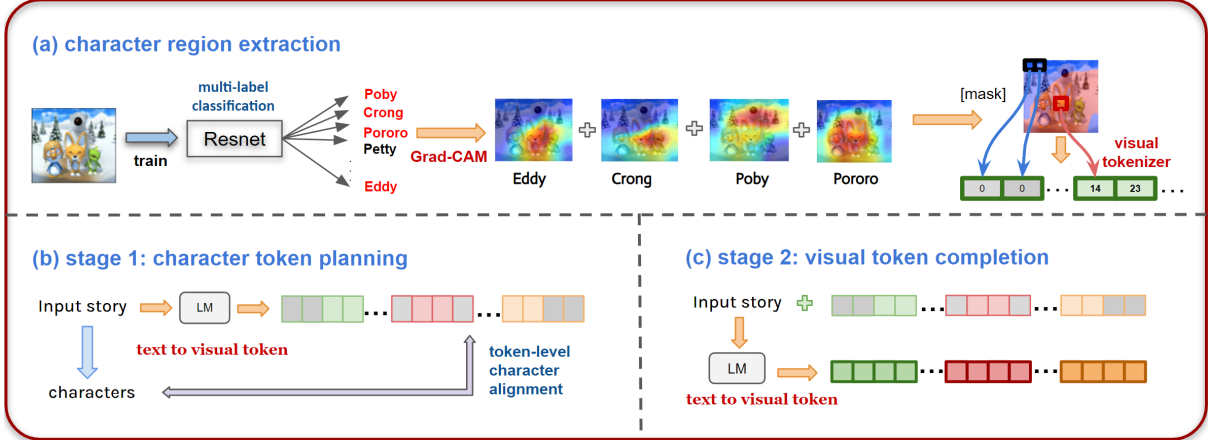 (a) character region extraction
multi-label
classification
Resnet
train
Poby
Crong
Pororo
Petty
Eddy
Grad-CAM
Eddy
Crong
Poby
Pororo
[mask]
visual
tokenizer
0 0 ... 14 23 ...
(b) stage 1: character token planning
Input story
LM
... ...
text to visual token
characters
token-level
character
alignment
(c) stage 2: visual token completion
Input story
... ...
LM
... ...
text to visual token